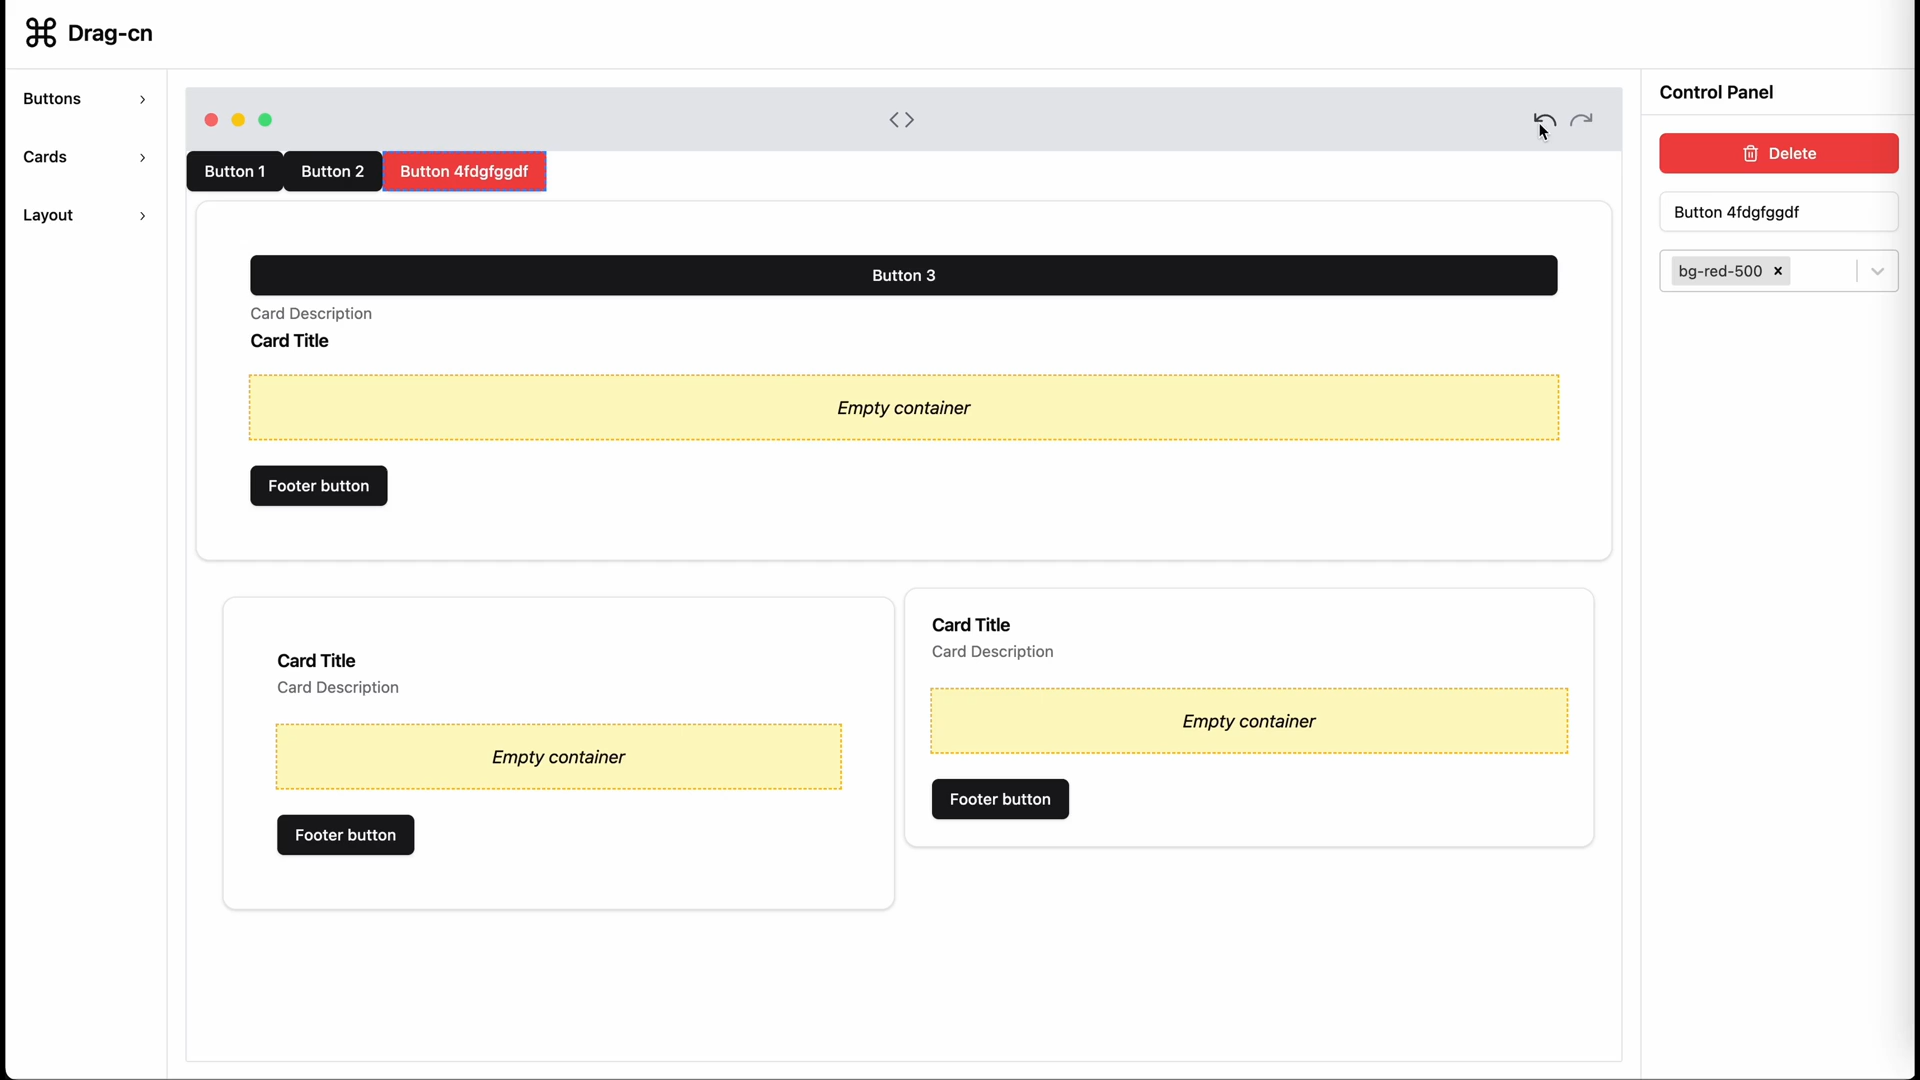 Drag-cn
Buttons
Cards
Layout
Button 1
Button 2
Button 4fdgfggdf
Button 3
Card Description
Card Title
Empty container
Footer button
Card Title
Card Description
Empty container
Footer button
Card Title
Card Description
Empty container
Footer button
Control Panel
Delete
Button 4fdgfggdf
bg-red-500